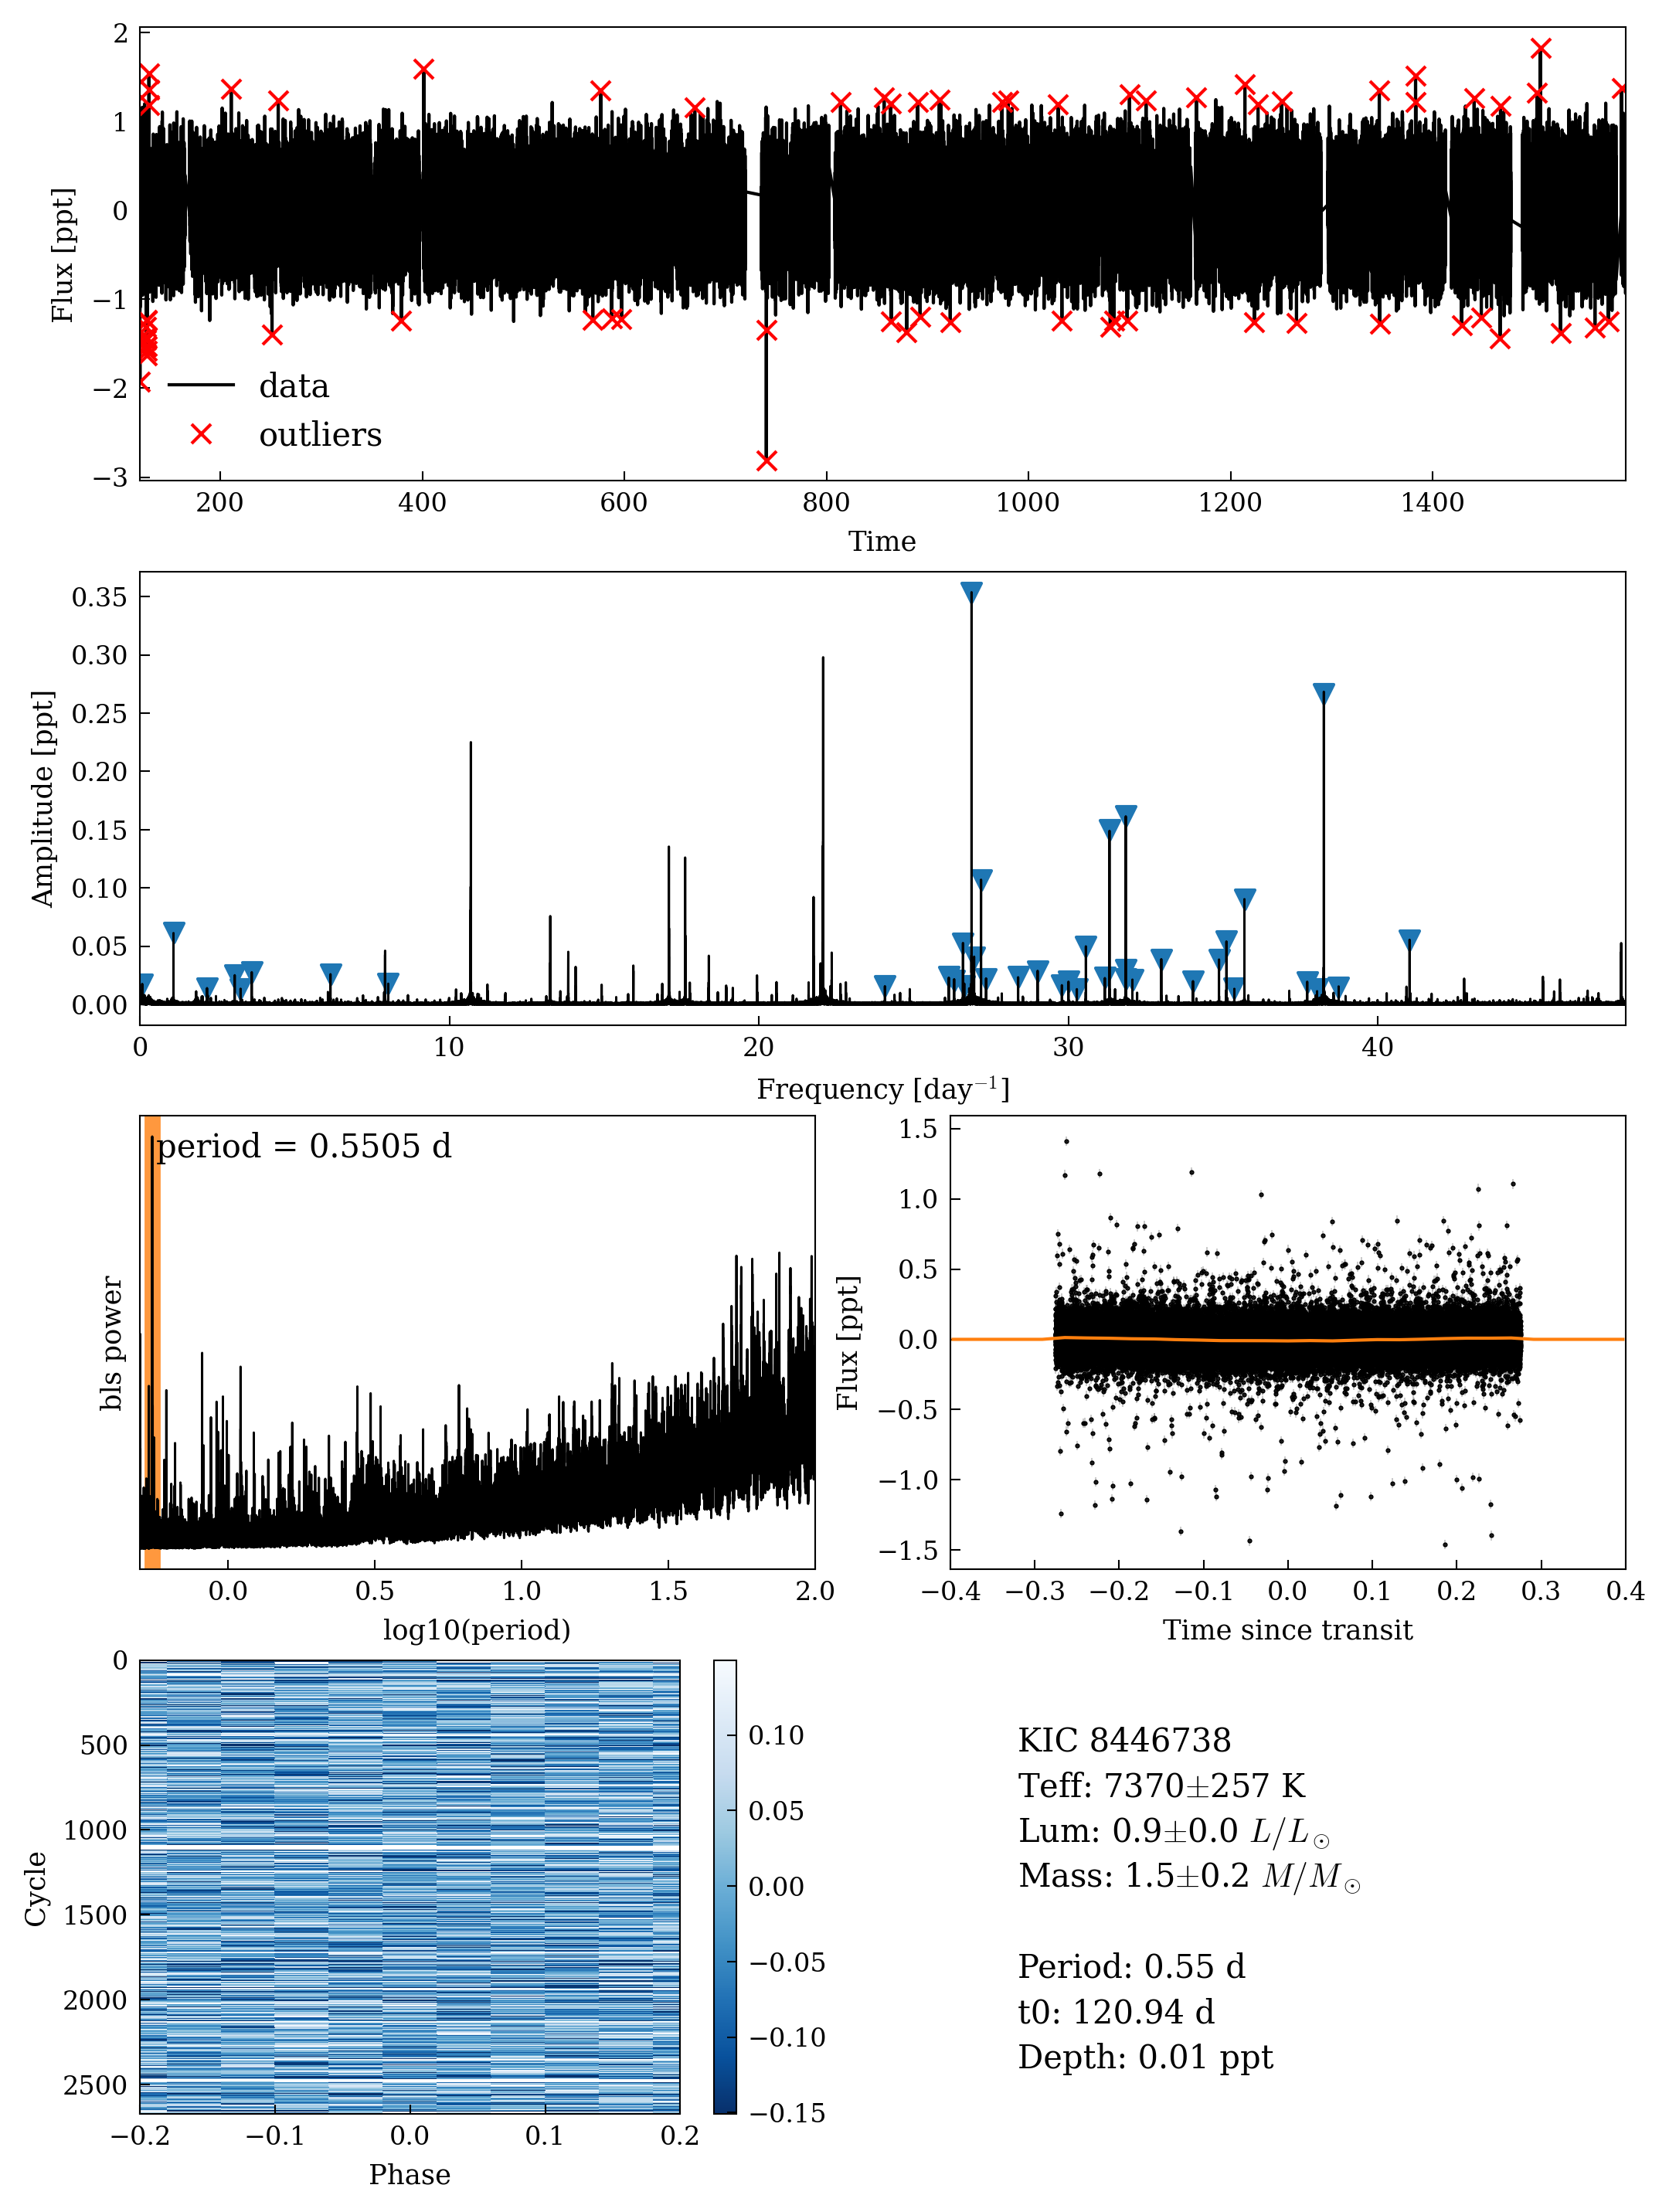 2
1
0
−1
−2
−3
Flux [ppt]
data
outliers
200 400 600 800 1000 1200 1400
Time
0.35
0.30
0.25
0.20
0.15
0.10
0.05
0.00
Amplitude [ppt]
0 10 20 30 40
Frequency [day⁻¹]
period = 0.5505 d
bls power
0.0 0.5 1.0 1.5 2.0
log10(period)
1.5
1.0
0.5
0.0
−0.5
−1.0
−1.5
Flux [ppt]
−0.4 −0.3 −0.2 −0.1 0.0 0.1 0.2 0.3 0.4
Time since transit
0
500
1000
1500
2000
2500
Cycle
−0.2 −0.1 0.0 0.1 0.2
Phase
0.10
0.05
0.00
−0.05
−0.10
−0.15
KIC 8446738
Teff: 7370±257 K
Lum: 0.9±0.0 L/L⊙
Mass: 1.5±0.2 M/M⊙
Period: 0.55 d
t0: 120.94 d
Depth: 0.01 ppt